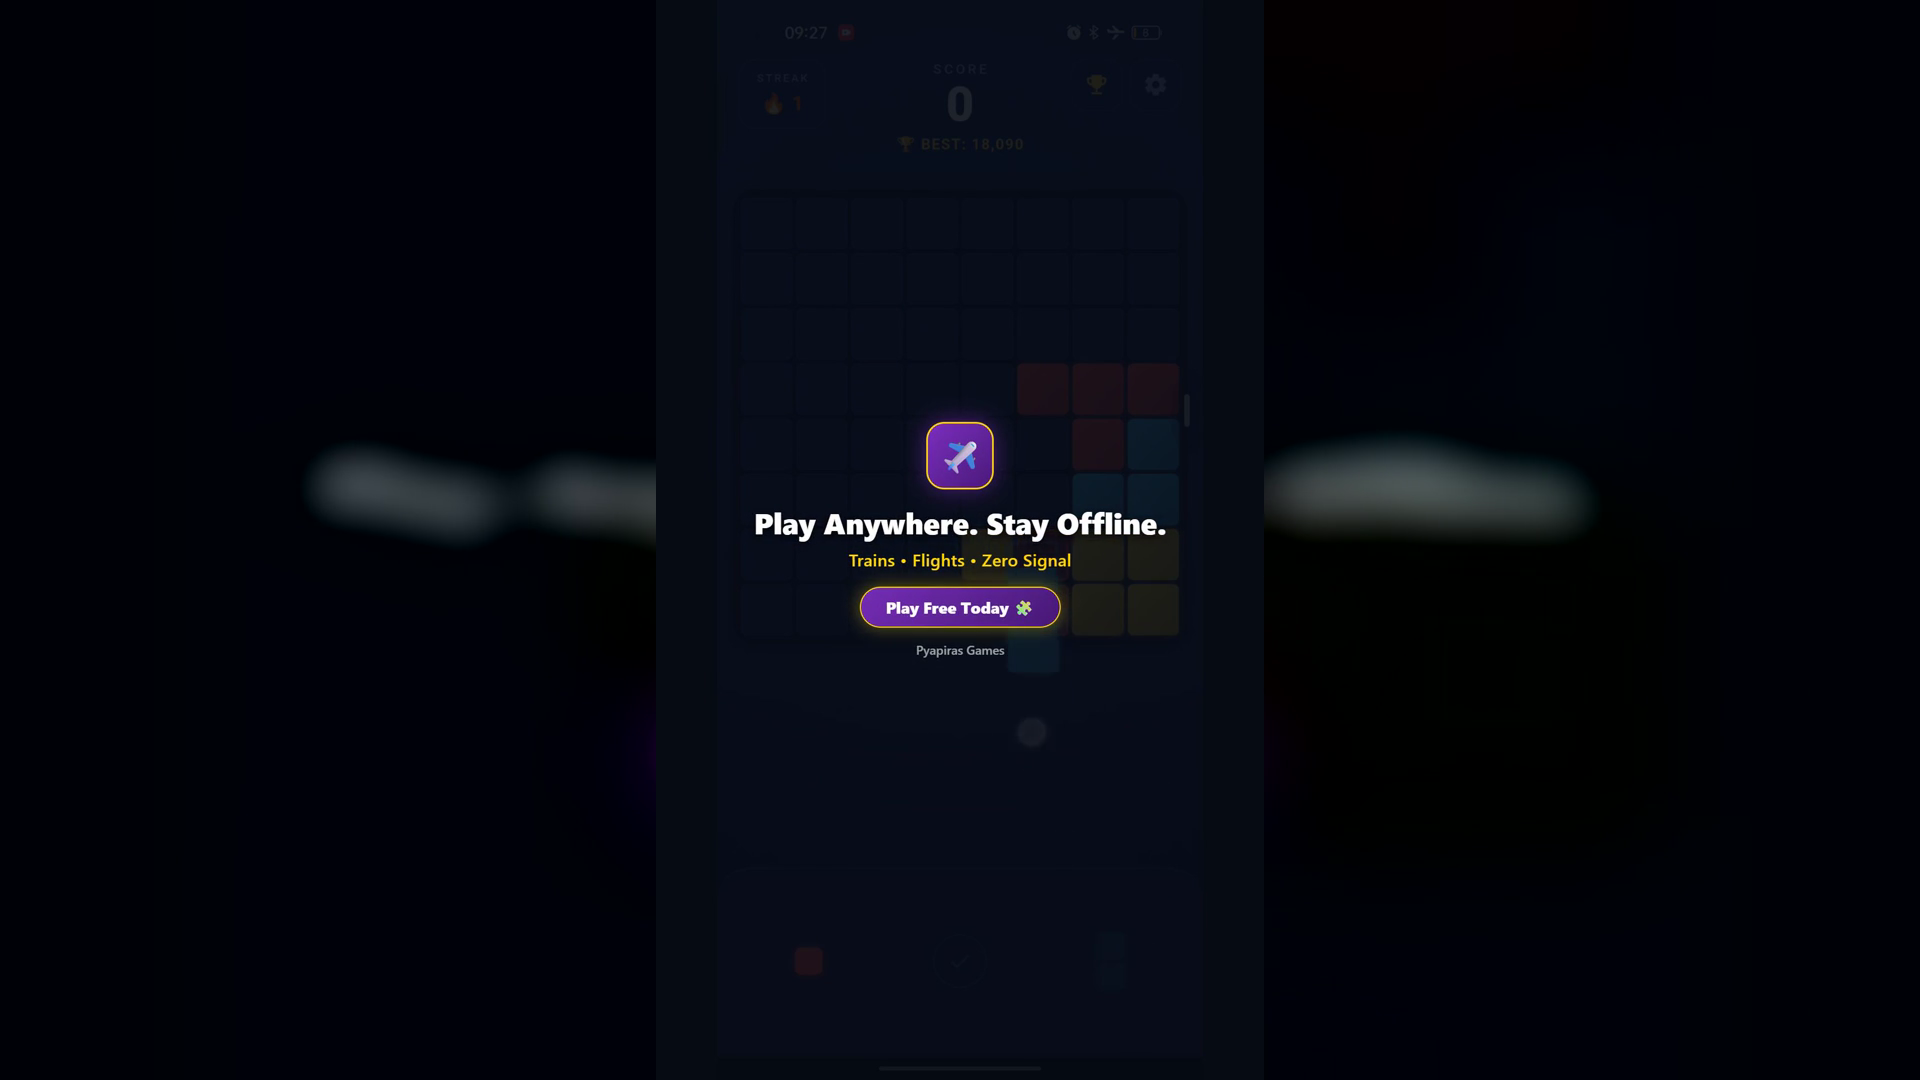 09:27
STREAK
1
SCORE
0
BEST: 18,090
Play Anywhere. Stay Offline.
Trains • Flights • Zero Signal
Play Free Today
Pyapiras Games